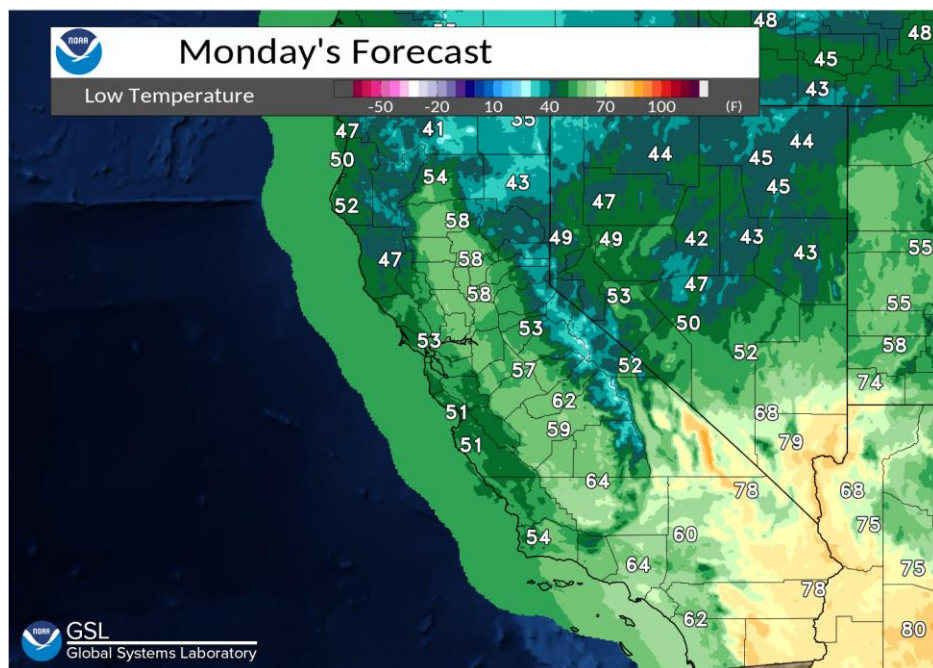 48
NOAA
Monday's Forecast
48
45
Low Temperature
-50 -20 10 40 70 100 (F)
43
47 41 35
44
50 44 45
54 43 45
52 58 47
49 49 42 43
47 58 43 55
58 53 47
53 53 50 55
52 52 58
57 74
51 62 68
59 79
51
64 78 68
75
54 60
64 75
78
62 80
NOAA
GSL
Global Systems Laboratory